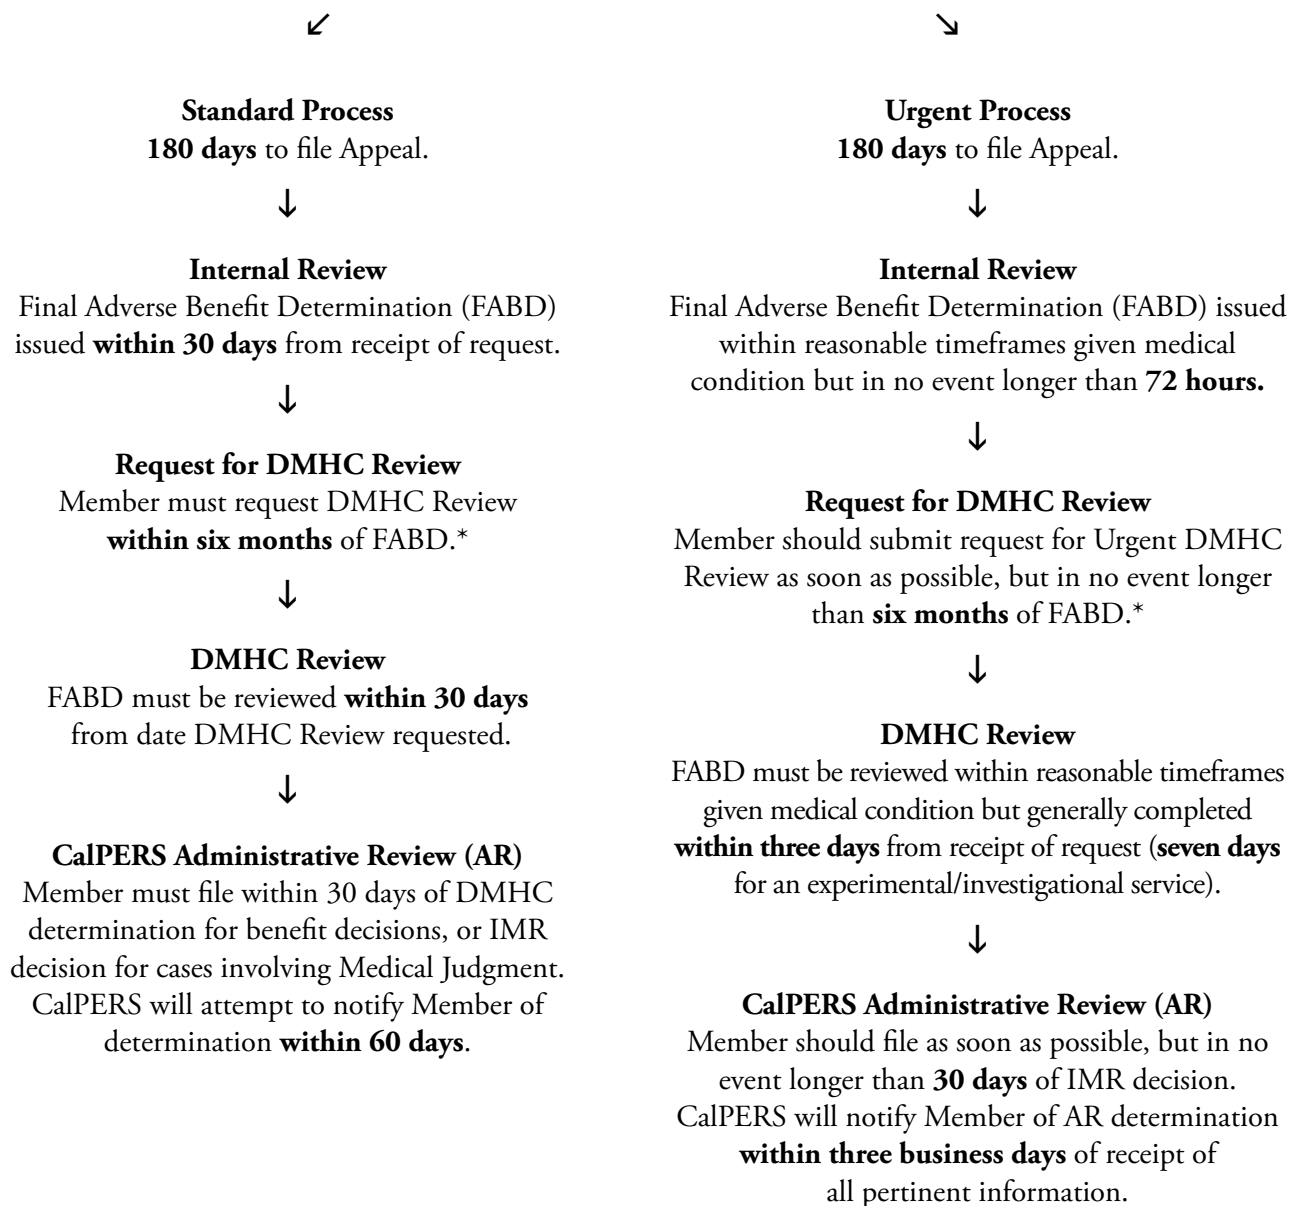 Standard Process
180 days to file Appeal.
Internal Review
Final Adverse Benefit Determination (FABD)
issued within 30 days from receipt of request.
Request for DMHC Review
Member must request DMHC Review
within six months of FABD.*
DMHC Review
FABD must be reviewed within 30 days
from date DMHC Review requested.
CalPERS Administrative Review (AR)
Member must file within 30 days of DMHC
determination for benefit decisions, or IMR
decision for cases involving Medical Judgment.
CalPERS will attempt to notify Member of
determination within 60 days.
Urgent Process
180 days to file Appeal.
Internal Review
Final Adverse Benefit Determination (FABD) issued
within reasonable timeframes given medical
condition but in no event longer than 72 hours.
Request for DMHC Review
Member should submit request for Urgent DMHC
Review as soon as possible, but in no event longer
than six months of FABD.*
DMHC Review
FABD must be reviewed within reasonable timeframes
given medical condition but generally completed
within three days from receipt of request (seven days
for an experimental/investigational service).
CalPERS Administrative Review (AR)
Member should file as soon as possible, but in no
event longer than 30 days of IMR decision.
CalPERS will notify Member of AR determination
within three business days of receipt of
all pertinent information.